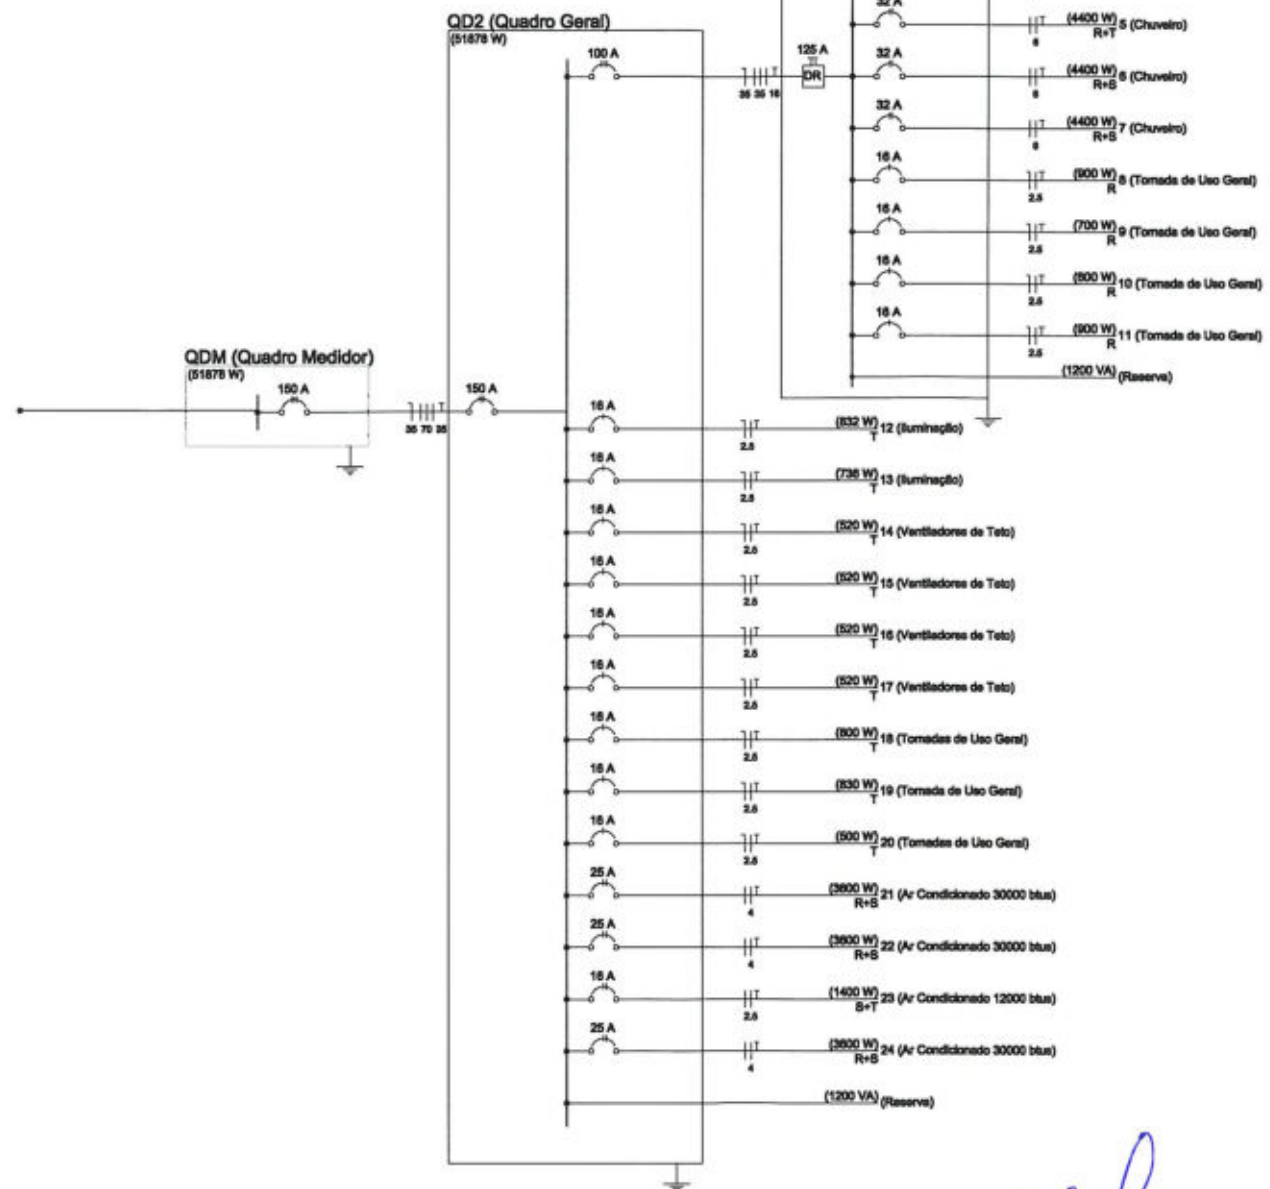 QD2 (Quadro Geral)
(51878 W)
100 A
35 35 16
125 A
DR
32 A
6
(4400 W) 5 (Chuveiro)
R+T
32 A
6
(4400 W) 6 (Chuveiro)
R+S
32 A
6
(4400 W) 7 (Chuveiro)
R+S
16 A
2.5
(900 W) 8 (Tomada de Uso Geral)
R
16 A
2.5
(700 W) 9 (Tomada de Uso Geral)
R
16 A
2.5
10 (Tomada de Uso Geral)
R
16 A
2.5
(900 W) 11 (Tomada de Uso Geral)
R
(1200 VA) (Reserva)
QDM (Quadro Medidor)
(51878 W)
150 A
35 70 35
150 A
16 A
2.5
12 (Iluminação)
T
16 A
2.5
13 (Iluminação)
T
16 A
2.5
(520 W) 14 (Ventiladores de Teto)
T
16 A
2.5
(520 W) 15 (Ventiladores de Teto)
T
16 A
2.5
(520 W) 16 (Ventiladores de Teto)
T
16 A
2.5
(520 W) 17 (Ventiladores de Teto)
T
16 A
2.5
18 (Tomadas de Uso Geral)
T
16 A
2.5
19 (Tomada de Uso Geral)
T
16 A
2.5
(500 W) 20 (Tomadas de Uso Geral)
T
25 A
4
21 (Ar Condicionado 30000 btus)
R+S
25 A
4
22 (Ar Condicionado 30000 btus)
R+S
16 A
2.5
(1400 W) 23 (Ar Condicionado 12000 btus)
S+T
25 A
4
24 (Ar Condicionado 30000 btus)
R+S
(1200 VA) (Reserva)